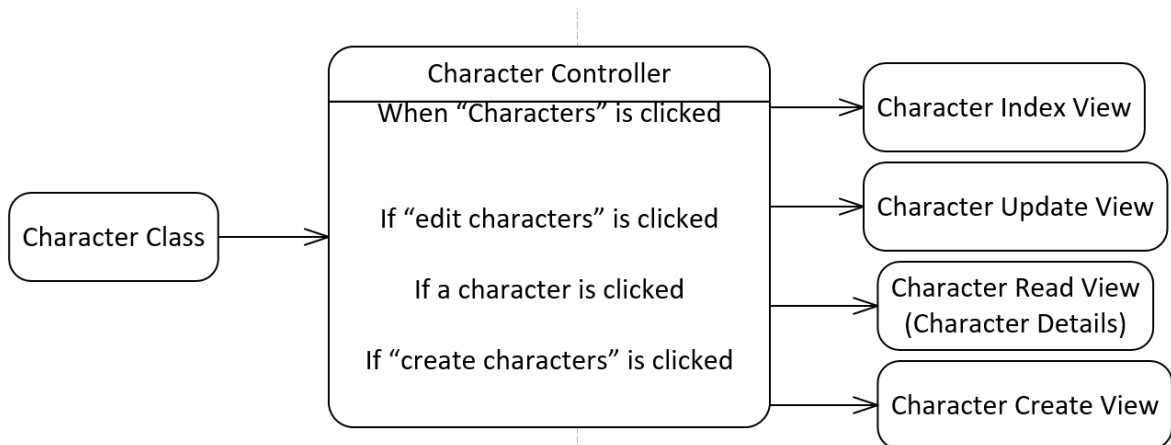 Character Controller
When “Characters” is clicked
If “edit characters” is clicked
If a character is clicked
If “create characters” is clicked
Character Class
Character Index View
Character Update View
Character Read View
(Character Details)
Character Create View